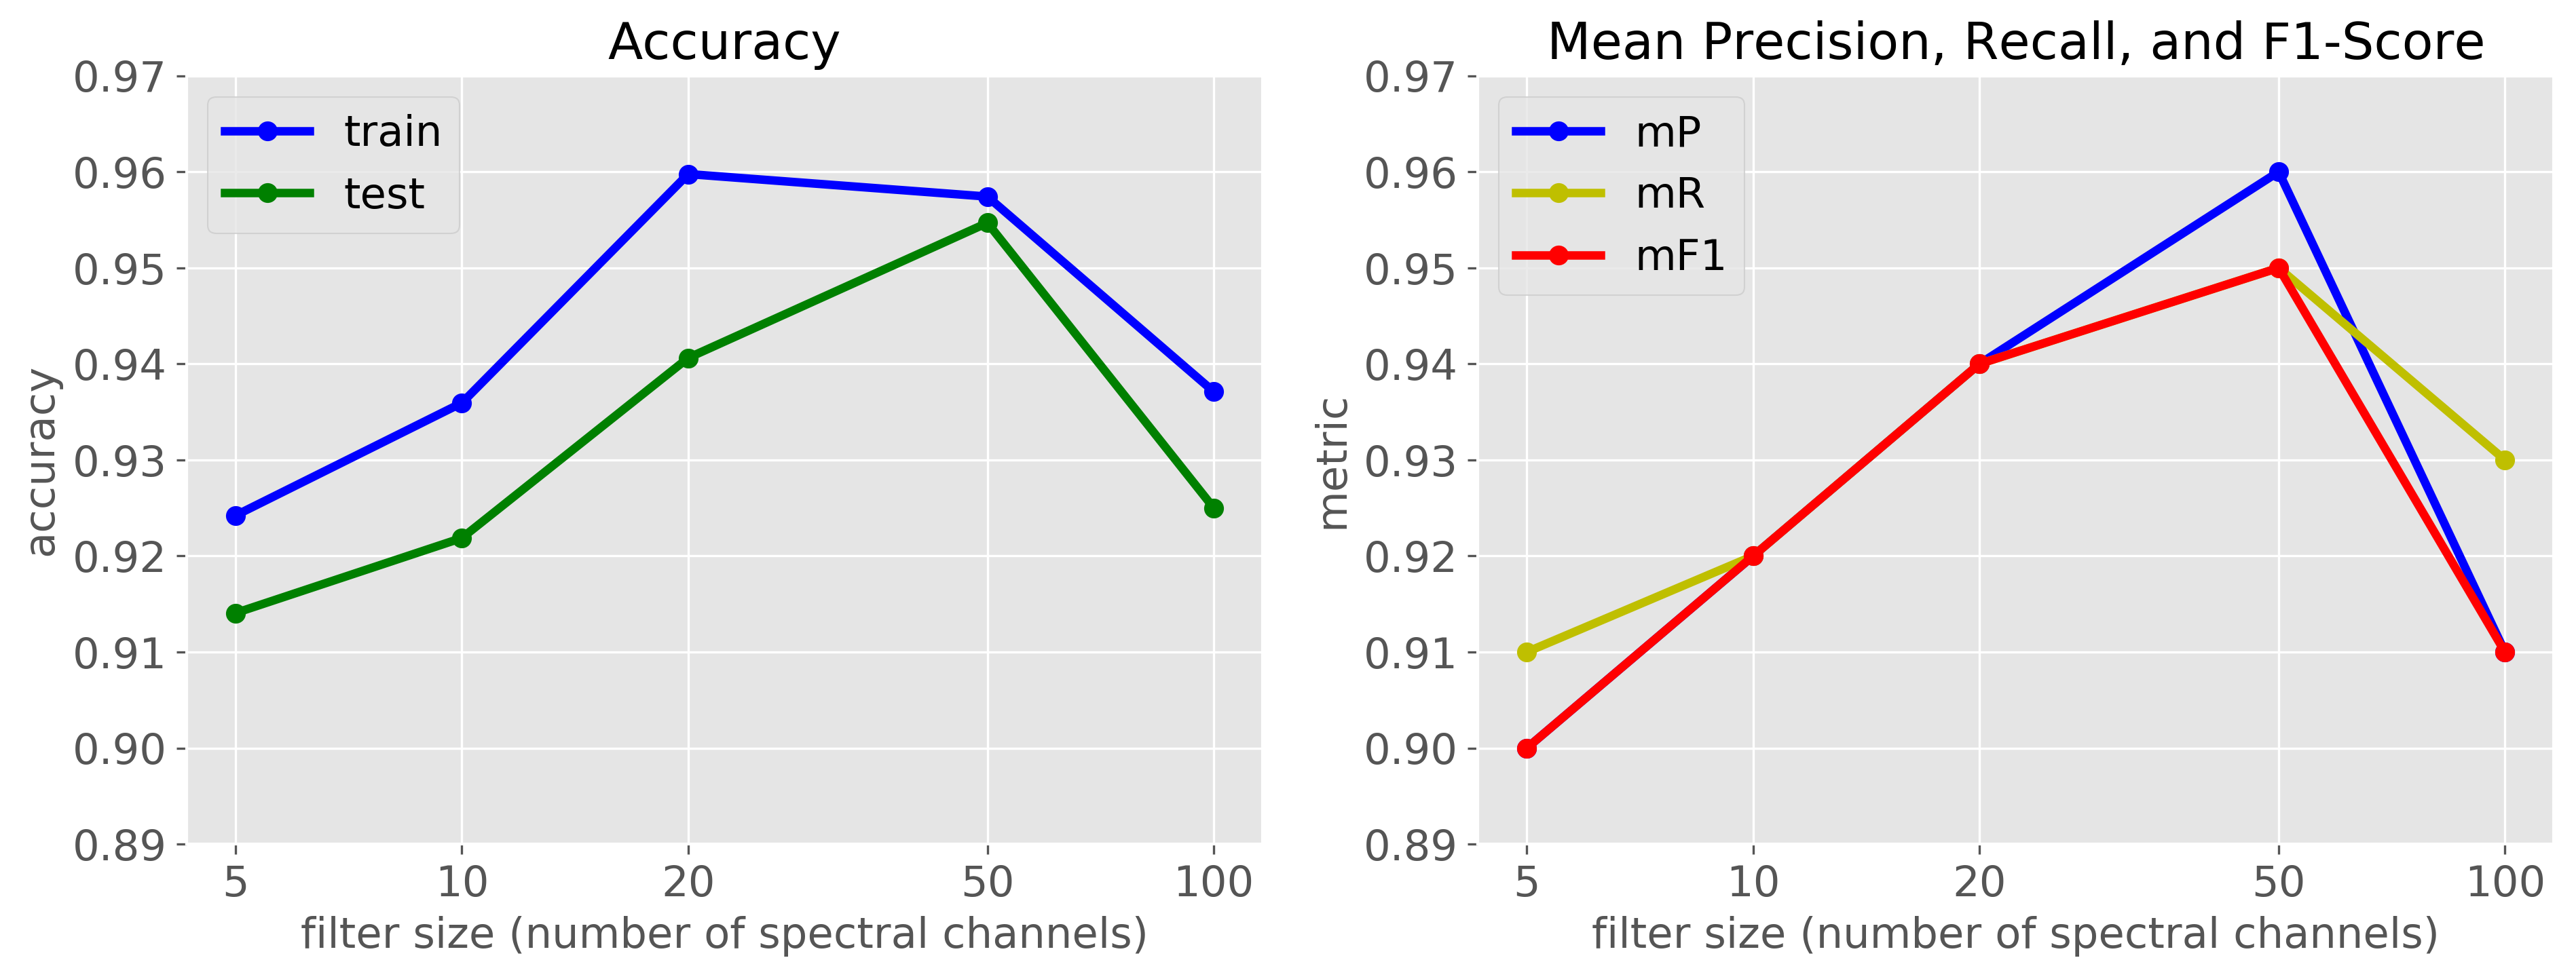 Accuracy
0.97
0.96
0.95
0.94
0.93
0.92
0.91
0.90
0.89
accuracy
train
test
5 10 20 50 100
filter size (number of spectral channels)
Mean Precision, Recall, and F1-Score
0.97
0.96
0.95
0.94
0.93
0.92
0.91
0.90
0.89
metric
mP
mR
mF1
5 10 20 50 100
filter size (number of spectral channels)